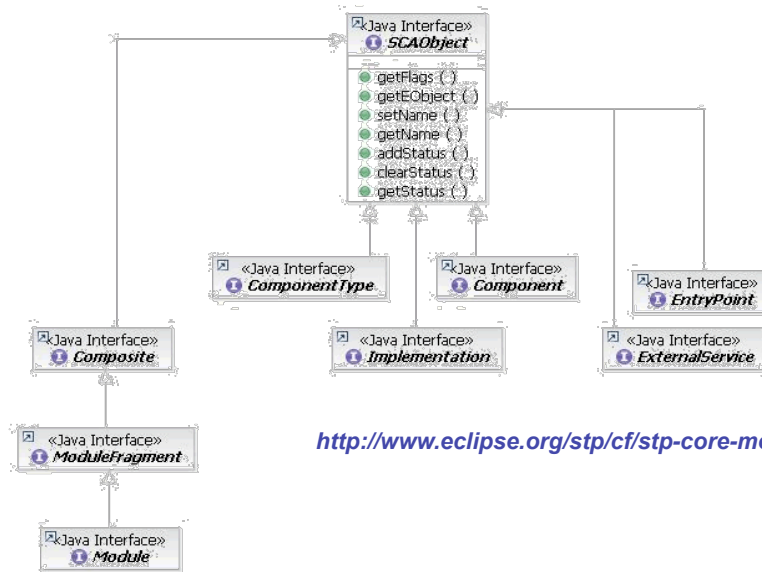 «Java Interface»
SCAObject
getFlags ( )
getEObject ( )
setName ( )
getName ( )
addStatus ( )
clearStatus ( )
getStatus ( )
«Java Interface»
ComponentType
«Java Interface»
Component
«Java Interface»
EntryPoint
«Java Interface»
Composite
«Java Interface»
Implementation
«Java Interface»
ExternalService
«Java Interface»
ModuleFragment
http://www.eclipse.org/stp/cf/stp-core-mo
«Java Interface»
Module